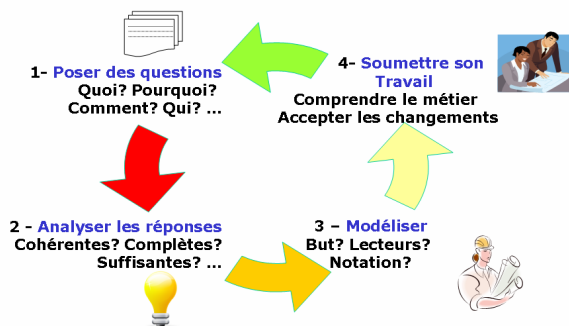 1- Poser des questions
Quoi? Pourquoi?
Comment? Qui? ...
2 - Analyser les réponses
Cohérentes? Complètes?
Suffisantes? ...
3 – Modéliser
But? Lecteurs?
Notation?
4- Soumettre son
Travail
Comprendre le métier
Accepter les changements